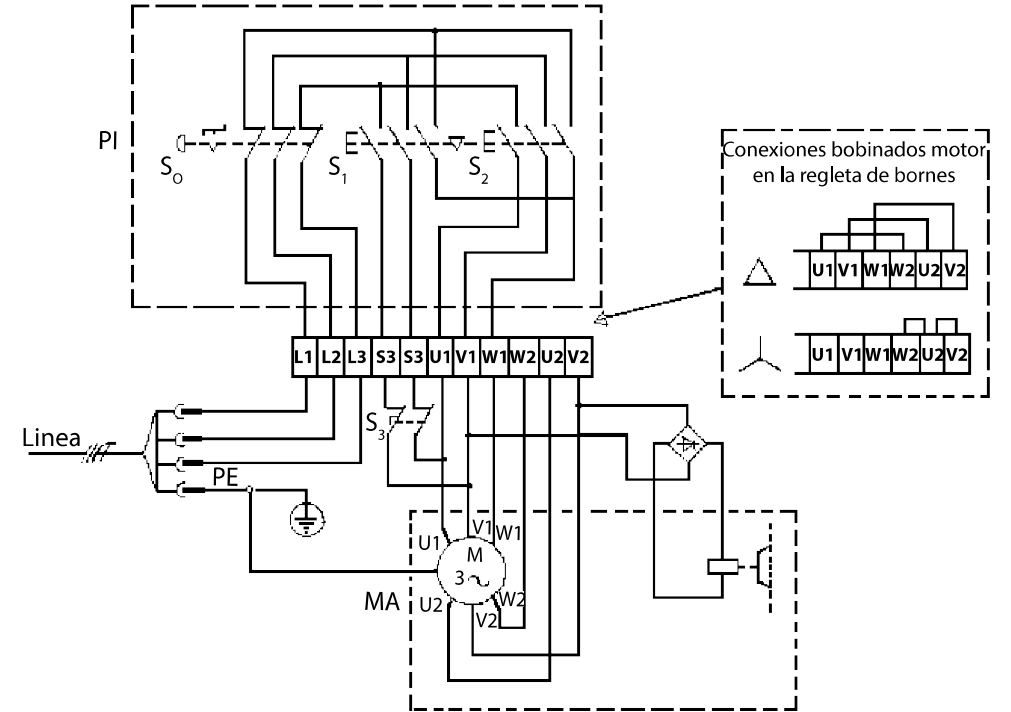 PI
S0
S1
S2
Conexiones bobinados motor
en la regleta de bornes
U1 V1 W1 W2 U2 V2
U1 V1 W1 W2 U2 V2
L1 L2 L3 S3 S3 U1 V1 W1 W2 U2 V2
S3
Linea
PE
U1 V1 W1
M
3
MA
U2 V2 W2